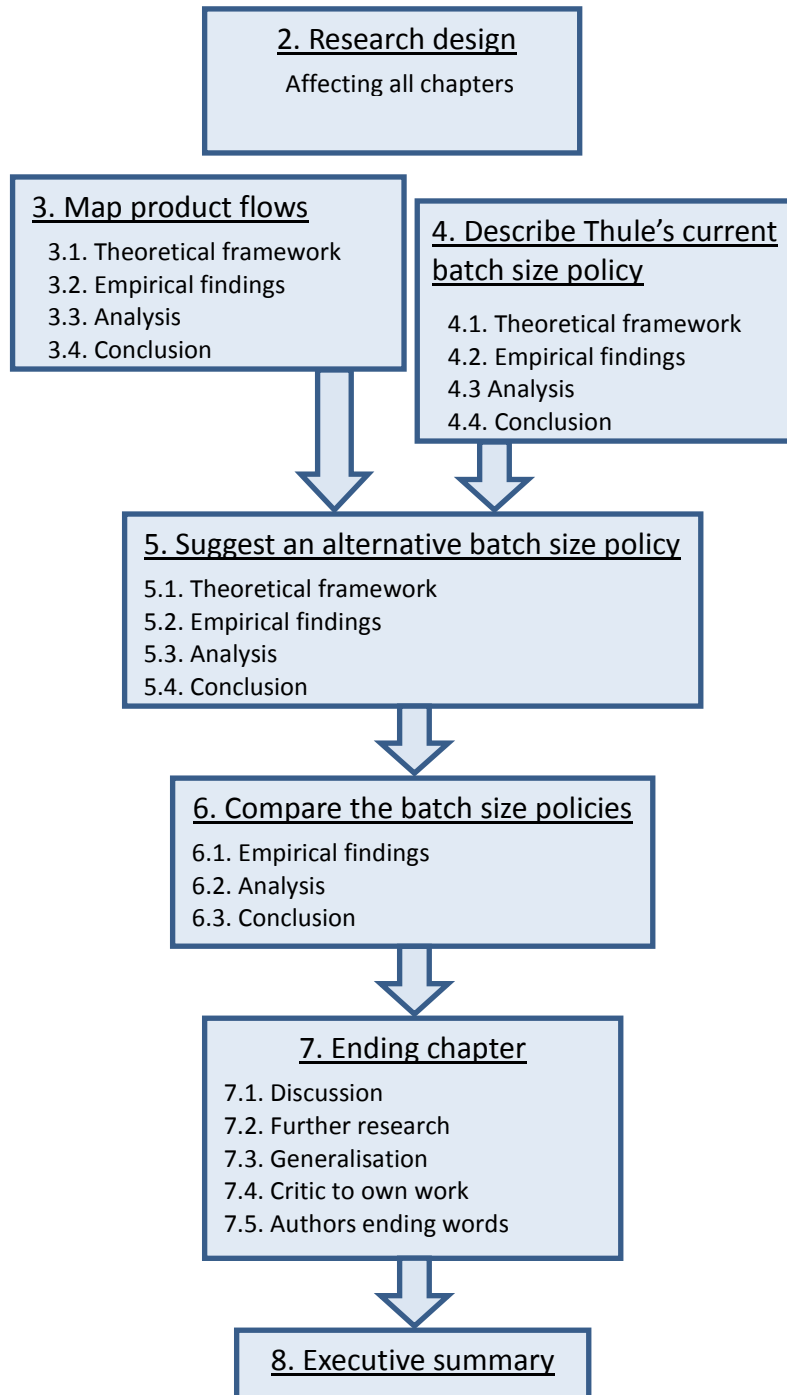 2. Research design
Affecting all chapters
3. Map product flows
3.1. Theoretical framework
3.2. Empirical findings
3.3. Analysis
3.4. Conclusion
4. Describe Thule’s current
batch size policy
4.1. Theoretical framework
4.2. Empirical findings
4.3 Analysis
4.4. Conclusion
5. Suggest an alternative batch size policy
5.1. Theoretical framework
5.2. Empirical findings
5.3. Analysis
5.4. Conclusion
6. Compare the batch size policies
6.1. Empirical findings
6.2. Analysis
6.3. Conclusion
7. Ending chapter
7.1. Discussion
7.2. Further research
7.3. Generalisation
7.4. Critic to own work
7.5. Authors ending words
8. Executive summary